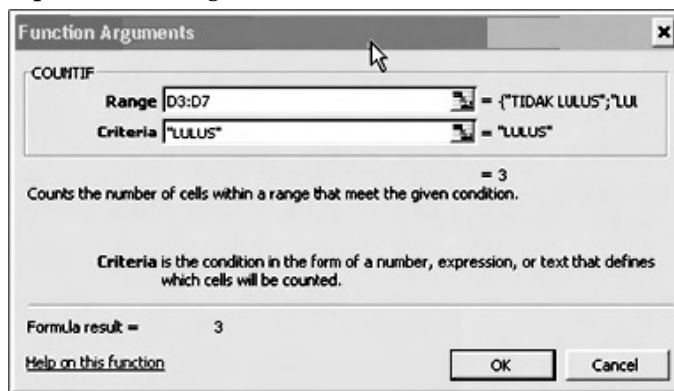 Function Arguments
COUNTIF
Range D3:D7 = {"TIDAK LULUS";"LUL
Criteria "LULUS" = "LULUS"
= 3
Counts the number of cells within a range that meet the given condition.
Criteria is the condition in the form of a number, expression, or text that defines
which cells will be counted.
Formula result = 3
Help on this function
OK Cancel